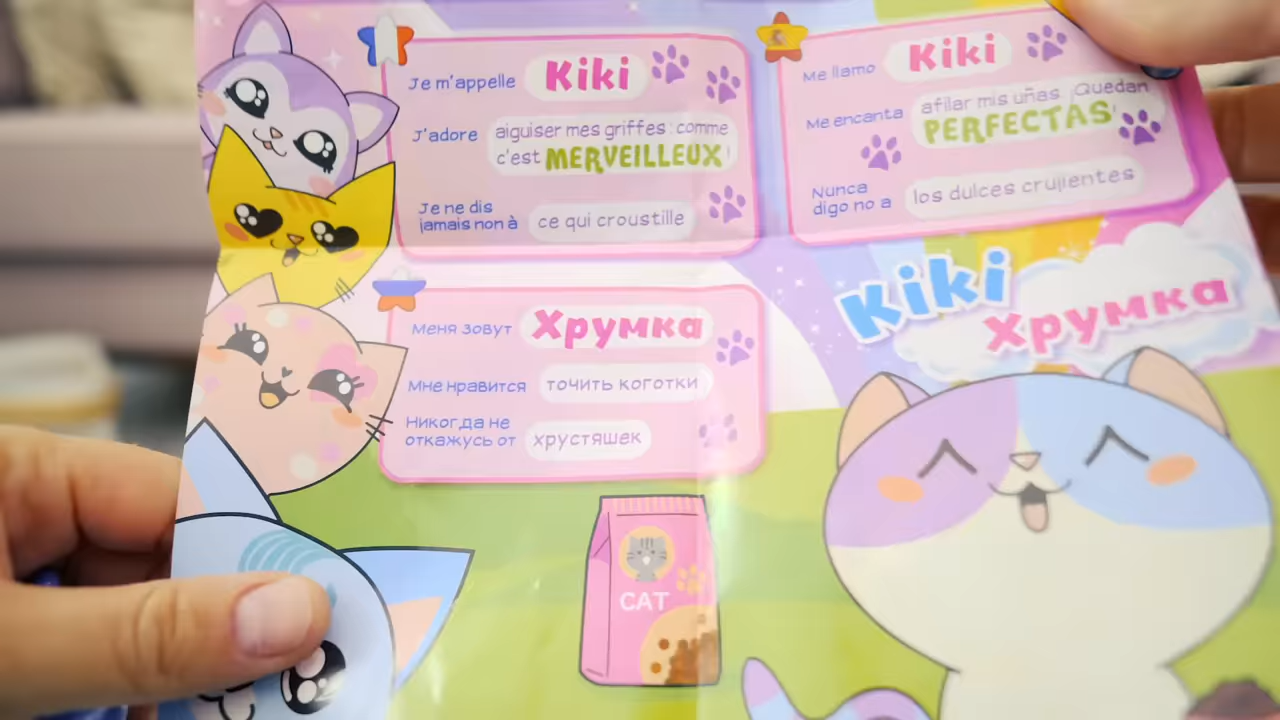 Je m'appelle Kiki
J'adore aiguiser mes griffes : comme
c'est MERVEILLEUX !
Je ne dis
jamais non à ce qui croustille
Me llamo Kiki
Me encanta afilar mis uñas ¡Quedan
PERFECTAS!
Nunca
digo no a los dulces crujientes
Меня зовут Хрумка
Мне нравится точить коготки
Никогда не
откажусь от хрустяшек
Kiki
Хрумка
CAT